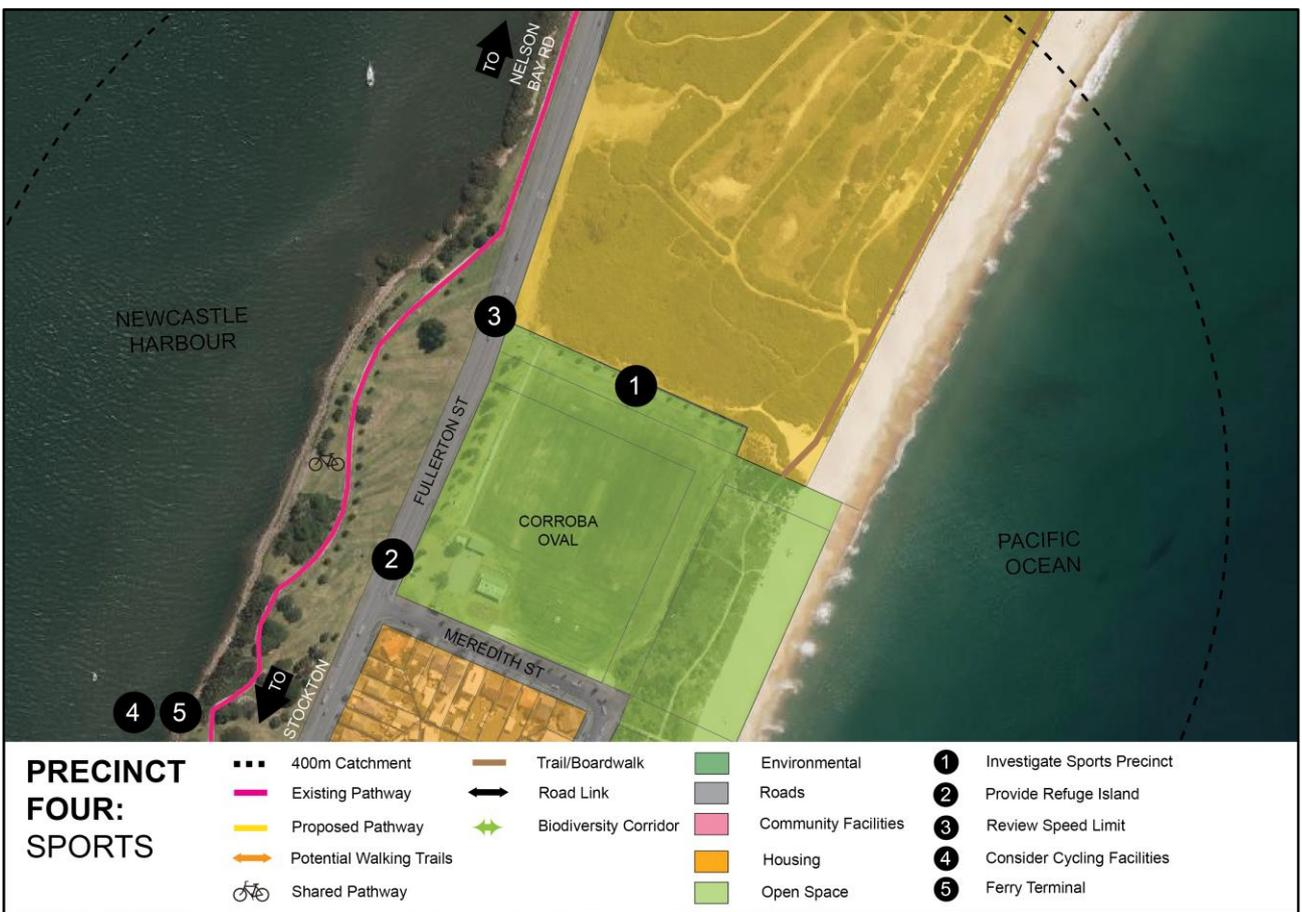 TO
NELSON
BAY RD
NEWCASTLE
HARBOUR
3
1
FULLERTON ST
CORROBA
OVAL
2
PACIFIC
OCEAN
MEREDITH ST
TO
STOCKTON
4 5
PRECINCT
FOUR:
SPORTS
400m Catchment
Existing Pathway
Proposed Pathway
Potential Walking Trails
Shared Pathway
Trail/Boardwalk
Road Link
Biodiversity Corridor
Environmental
Roads
Community Facilities
Housing
Open Space
1 Investigate Sports Precinct
2 Provide Refuge Island
3 Review Speed Limit
4 Consider Cycling Facilities
5 Ferry Terminal